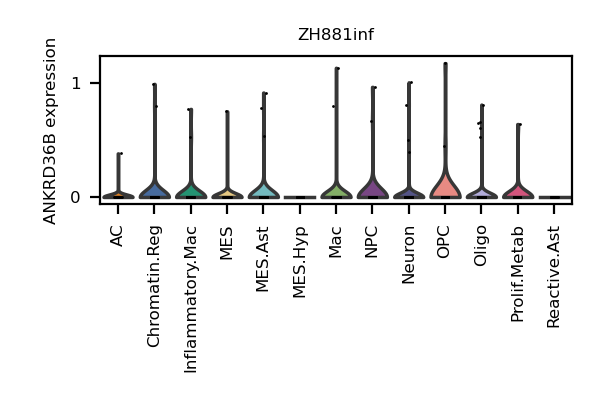 ZH881inf
ANKRD36B expression
1
0
AC
Chromatin.Reg
Inflammatory.Mac
MES
MES.Ast
MES.Hyp
Mac
NPC
Neuron
OPC
Oligo
Prolif.Metab
Reactive.Ast